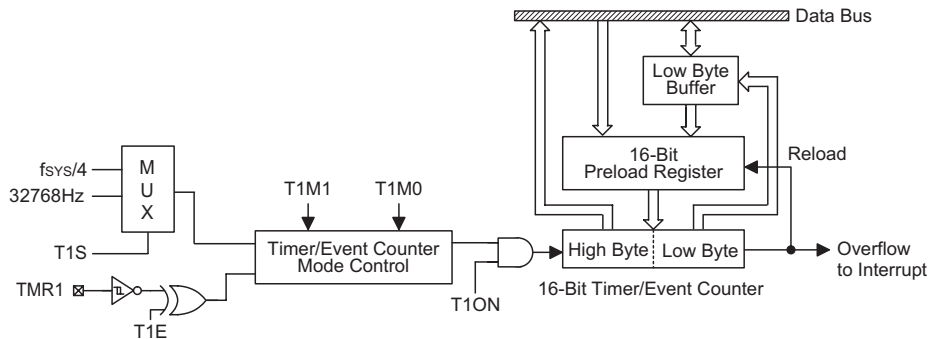 Data Bus
Low Byte
Buffer
16-Bit
Preload Register
Reload
M
U
X
fSYS/4
32768Hz
T1S
T1M1
T1M0
Timer/Event Counter
Mode Control
High Byte
Low Byte
Overflow
to Interrupt
16-Bit Timer/Event Counter
TMR1
T1E
T1ON